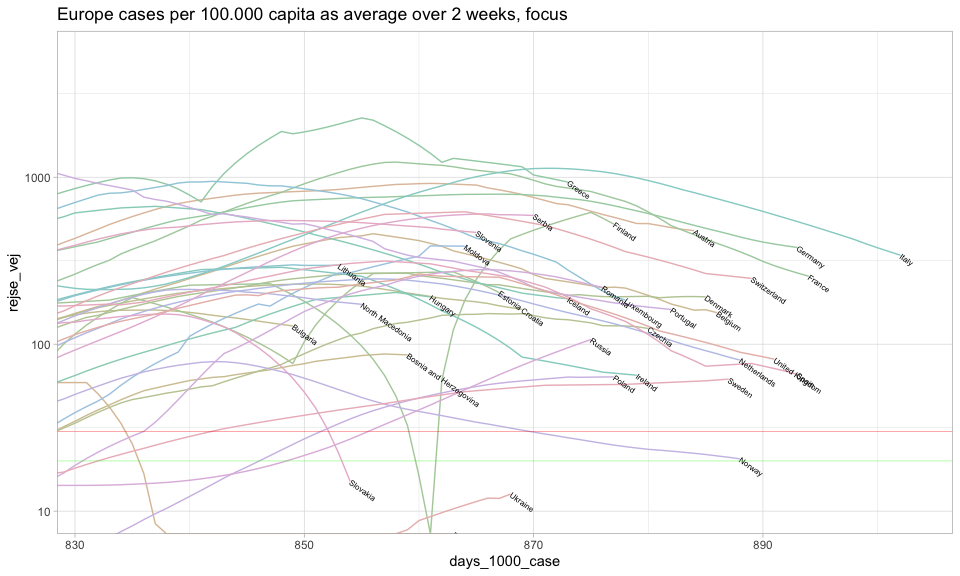 Europe cases per 100.000 capita as average over 2 weeks, focus
rejse_vej
1000
100
10
Greece
Serbia
Finland
Slovenia
Austria
Moldova
Germany
Italy
Lithuania
France
Switzerland
Romania
Luxembourg
Hungary
Estonia
Croatia
Iceland
Portugal
Denmark
Belgium
North Macedonia
Bulgaria
Czechia
Russia
Bosnia and Herzegovina
Poland
Ireland
Netherlands
United Kingdom
Sweden
Norway
Slovakia
Ukraine
830
850
870
890
days_1000_case